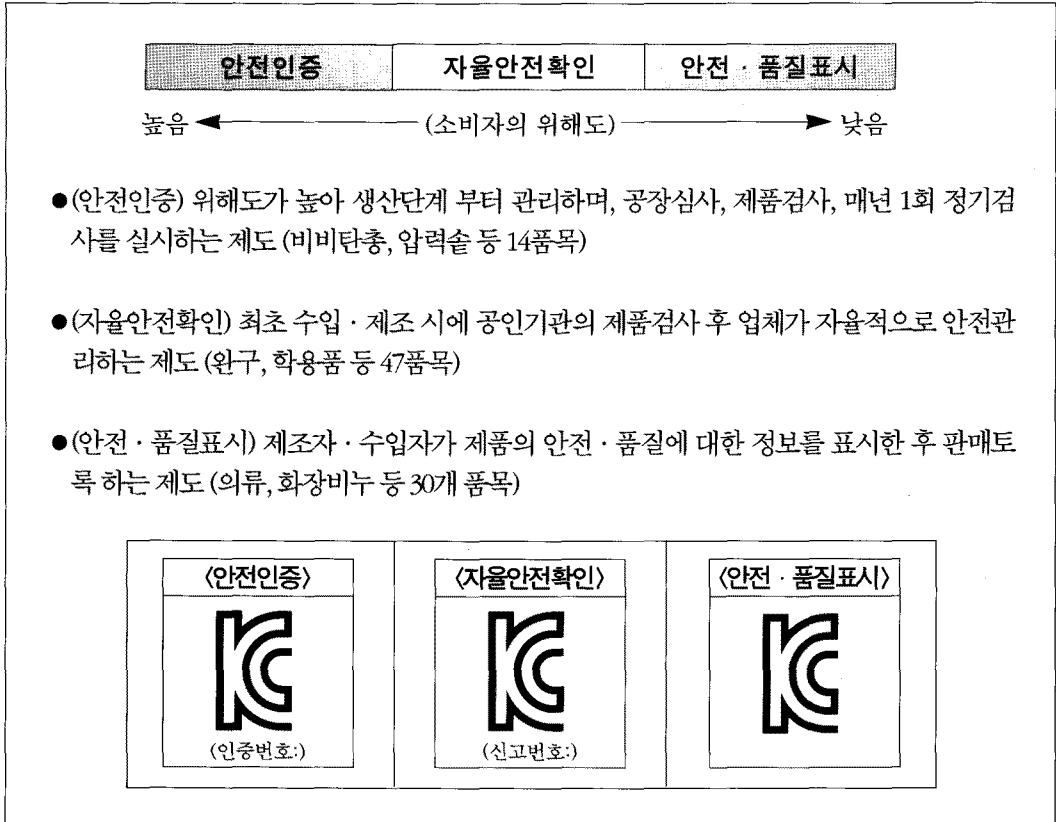 안전인증 자율안전확인 안전 · 품질표시
높음 (소비자의 위해도) 낮음
●(안전인증) 위해도가 높아 생산단계 부터 관리하며, 공장심사, 제품검사, 매년 1회 정기검
사를 실시하는 제도 (비비탄총, 압력솥 등 14품목)
●(자율안전확인) 최초 수입 · 제조 시에 공인기관의 제품검사 후 업체가 자율적으로 안전관
리하는 제도 (완구, 학용품 등 47품목)
●(안전 · 품질표시) 제조자 · 수입자가 제품의 안전 · 품질에 대한 정보를 표시한 후 판매토
록 하는 제도 (의류, 화장비누 등 30개 품목)
〈안전인증〉 〈자율안전확인〉 〈안전 · 품질표시〉
KC KC KC
(인증번호:) (신고번호:)